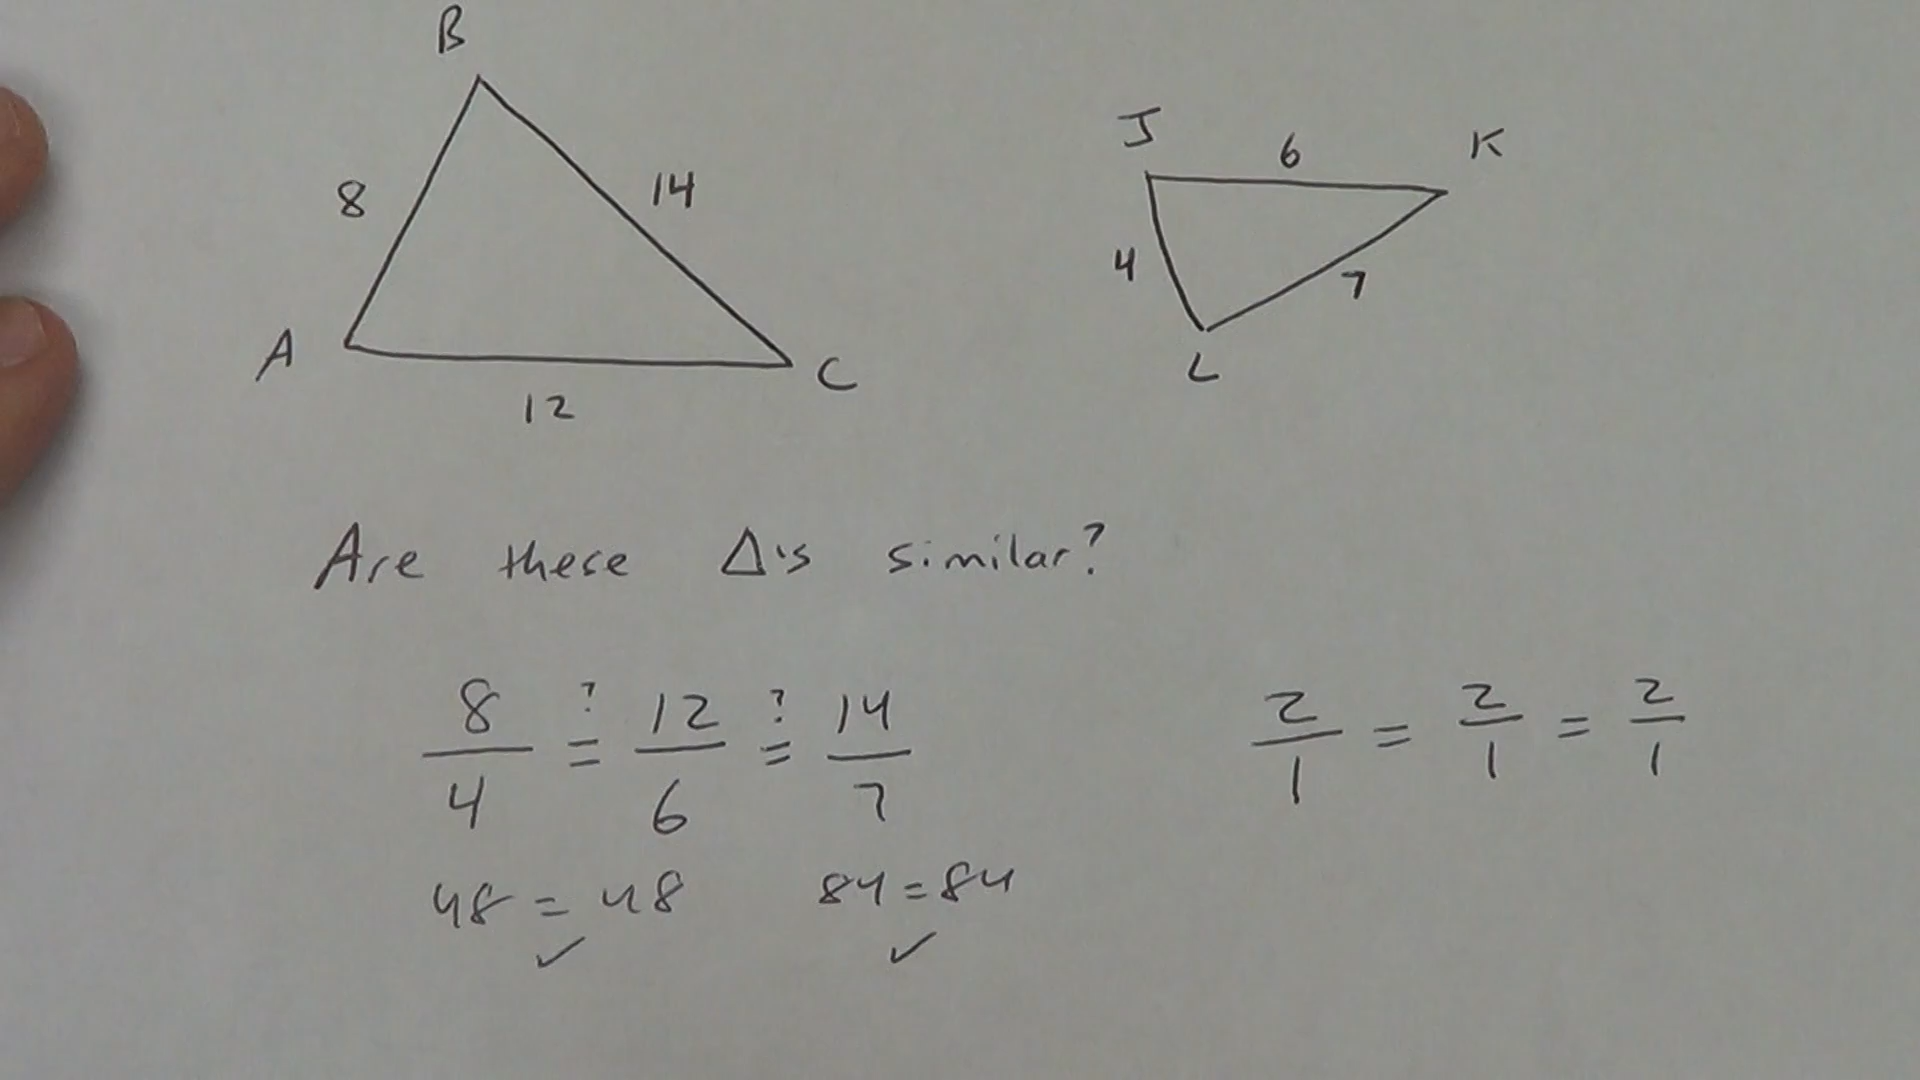 B
J 6 K
8 14
4 7
A C
L
12
Are these Δ's similar?
8/4 ?= 12/6 ?= 14/7
2/1 = 2/1 = 2/1
48 = 48 84 = 84
✓ ✓